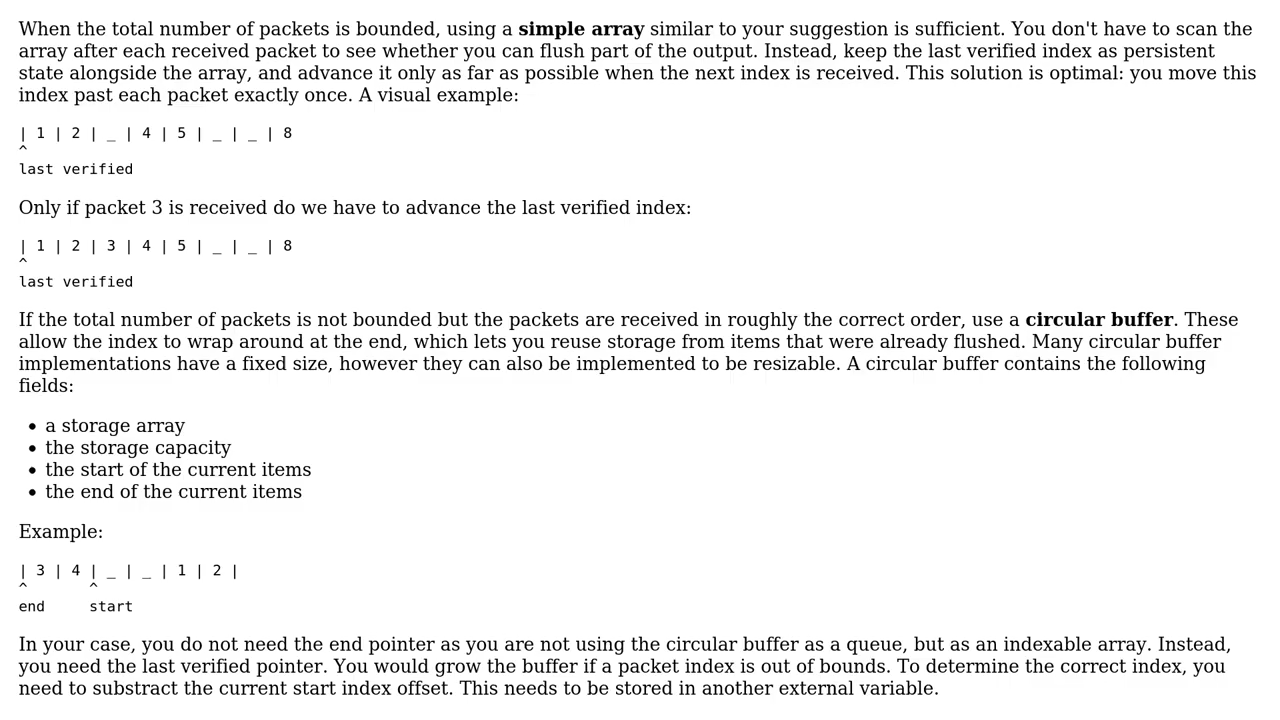 When the total number of packets is bounded, using a simple array similar to your suggestion is sufficient. You don't have to scan the
array after each received packet to see whether you can flush part of the output. Instead, keep the last verified index as persistent
state alongside the array, and advance it only as far as possible when the next index is received. This solution is optimal: you move this
index past each packet exactly once. A visual example:
| 1 | 2 | _ | 4 | 5 | _ | _ | 8
^
last verified
Only if packet 3 is received do we have to advance the last verified index:
| 1 | 2 | 3 | 4 | 5 | _ | _ | 8
^
last verified
If the total number of packets is not bounded but the packets are received in roughly the correct order, use a circular buffer. These
allow the index to wrap around at the end, which lets you reuse storage from items that were already flushed. Many circular buffer
implementations have a fixed size, however they can also be implemented to be resizable. A circular buffer contains the following
fields:
• a storage array
• the storage capacity
• the start of the current items
• the end of the current items
Example:
| 3 | 4 | _ | _ | 1 | 2 |
^       ^
end     start
In your case, you do not need the end pointer as you are not using the circular buffer as a queue, but as an indexable array. Instead,
you need the last verified pointer. You would grow the buffer if a packet index is out of bounds. To determine the correct index, you
need to substract the current start index offset. This needs to be stored in another external variable.